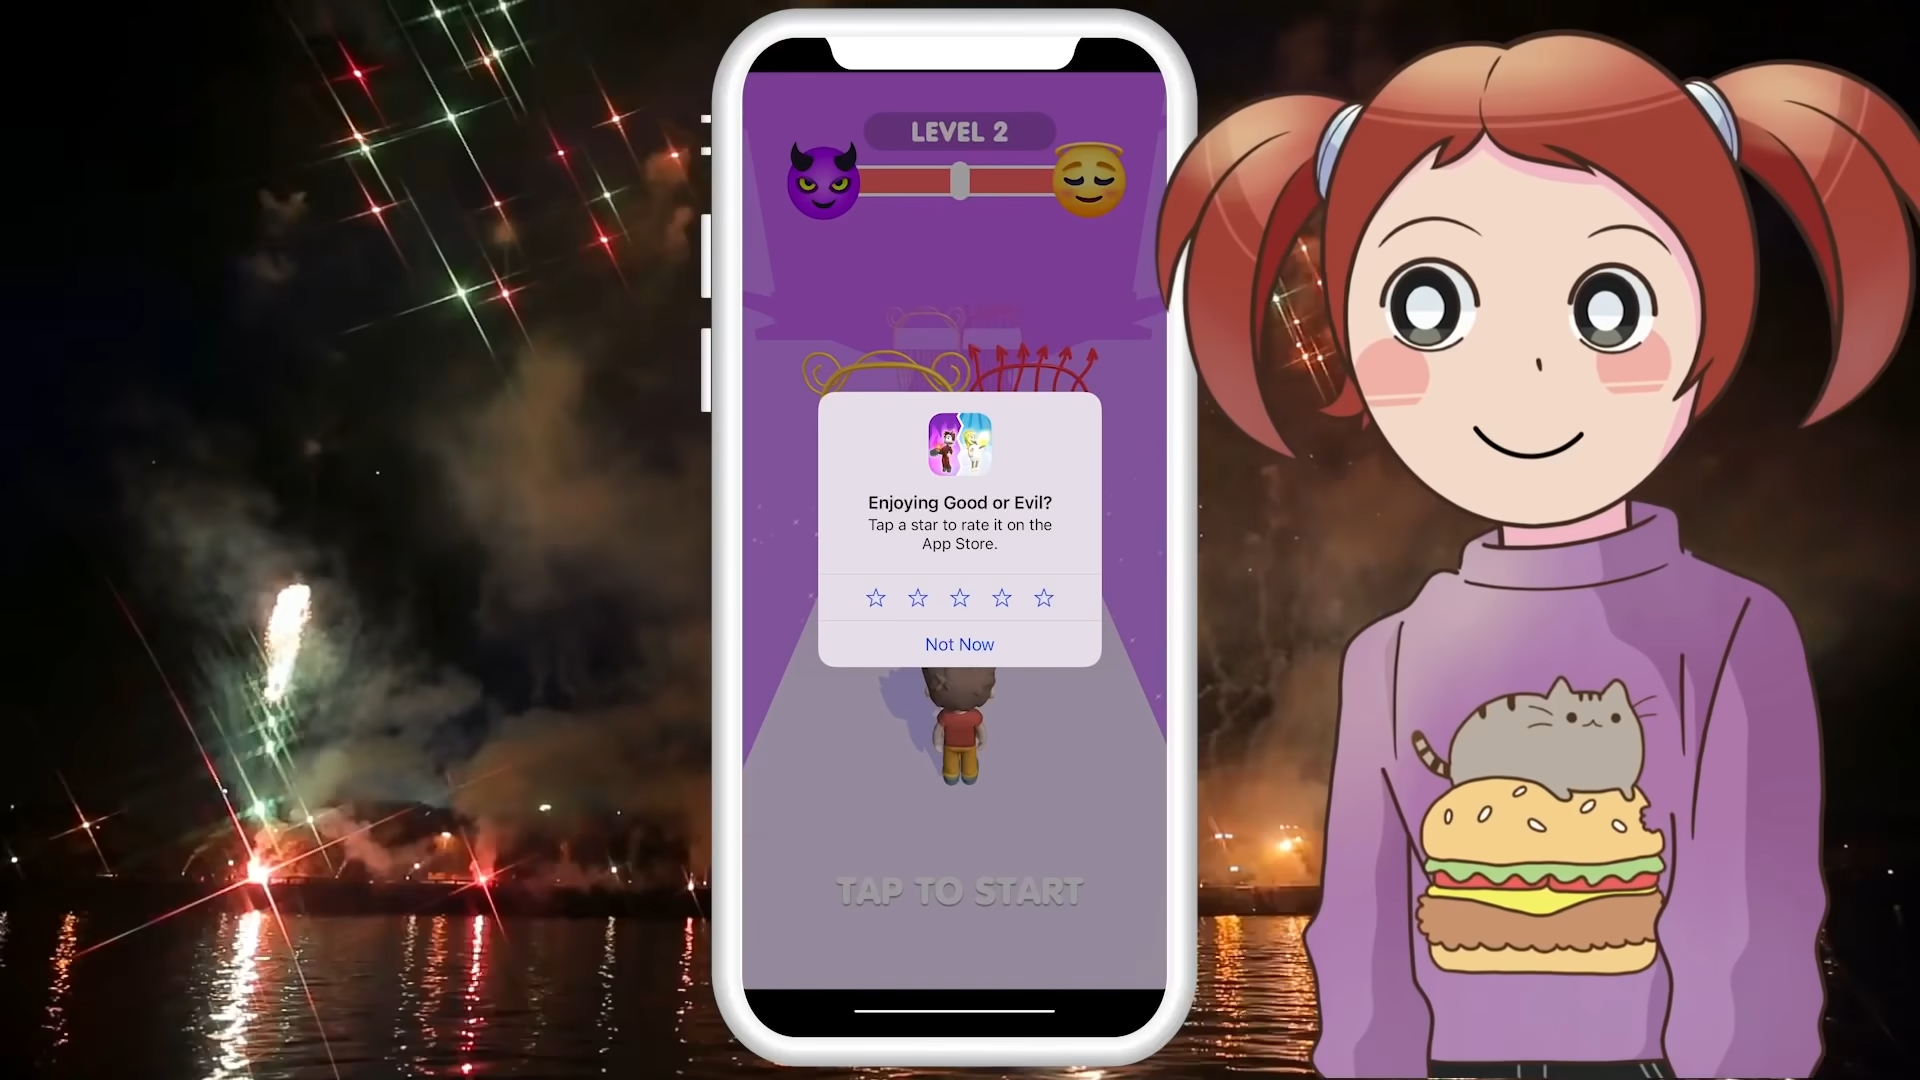 LEVEL 2
Enjoying Good or Evil?
Tap a star to rate it on the
App Store.
Not Now
TAP TO START